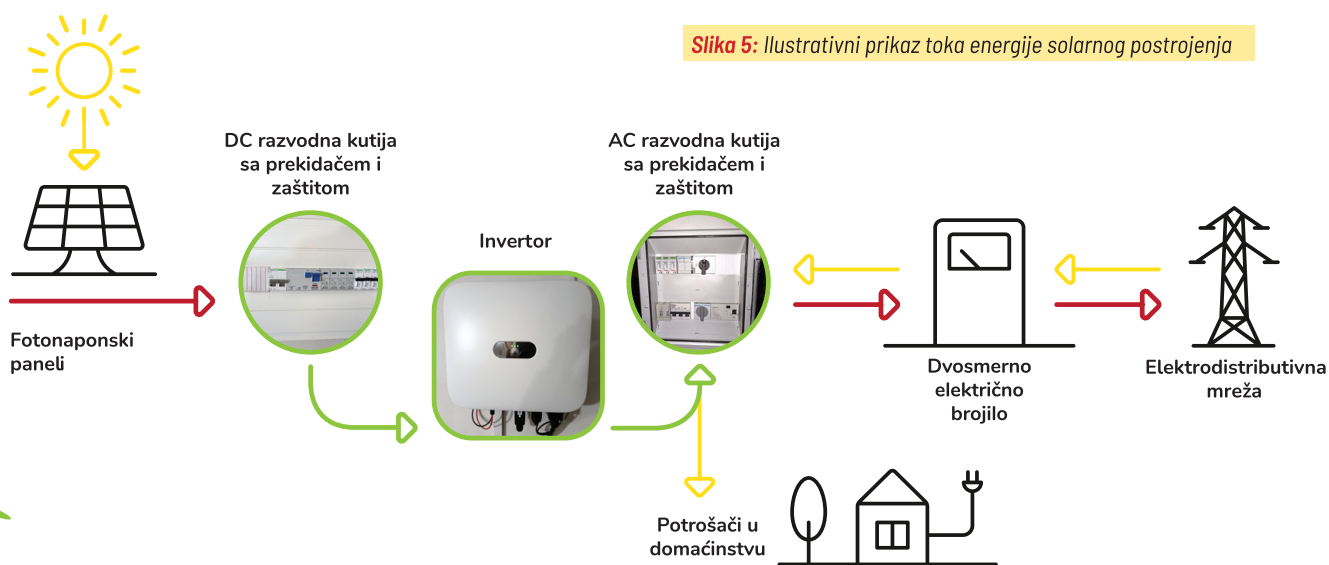 Slika 5: Ilustrativni prikaz toka energije solarnog postrojenja
DC razvodna kutija
sa prekidačem i
zaštitom
AC razvodna kutija
sa prekidačem i
zaštitom
Invertor
Fotonaponski
paneli
Dvosmerno
električno
brojilo
Elektrodistributivna
mreža
Potrošači u
domaćinstvu